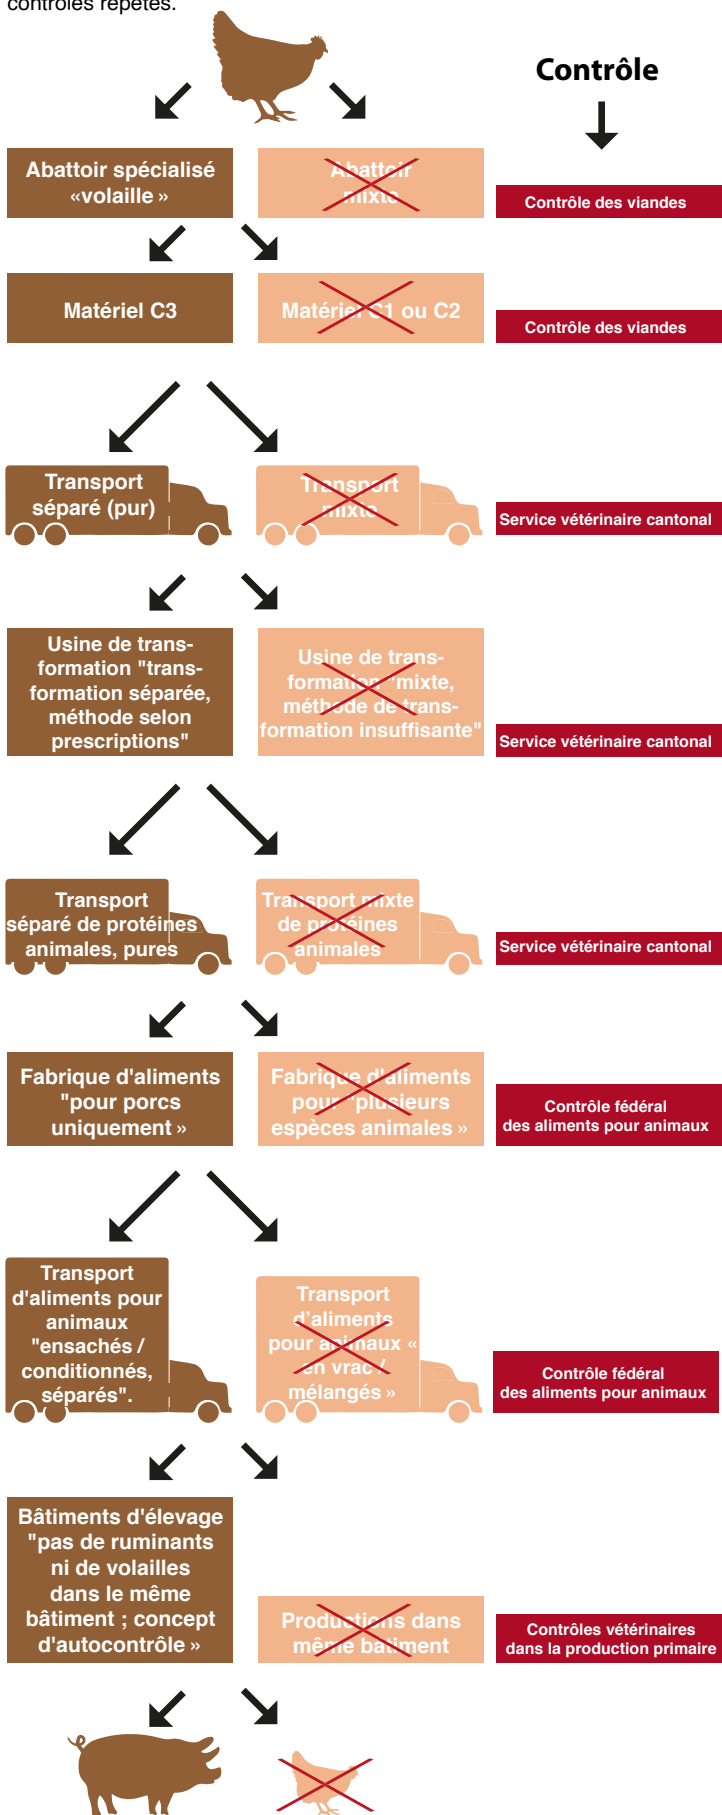 contrôles répétés.
Contrôle
Abattoir spécialisé
«volaille »
Abattoir
mixte
Contrôle des viandes
Matériel C3
Matériel C1 ou C2
Contrôle des viandes
Transport
séparé (pur)
Transport
mixte
Service vétérinaire cantonal
Usine de trans-
formation "trans-
formation séparée,
méthode selon
prescriptions"
Usine de trans-
formation "mixte,
méthode de trans-
formation insuffisante"
Service vétérinaire cantonal
Transport
séparé de protéines
animales, pures
Transport mixte
de protéines
animales
Service vétérinaire cantonal
Fabrique d'aliments
"pour porcs
uniquement »
Fabrique d'aliments
pour "plusieurs
espèces animales »
Contrôle fédéral
des aliments pour animaux
Transport
d'aliments pour
animaux
"ensachés /
conditionnés,
séparés".
Transport
d’aliments
pour animaux «
en vrac /
mélangés »
Contrôle fédéral
des aliments pour animaux
Bâtiments d'élevage
"pas de ruminants
ni de volailles
dans le même
bâtiment ; concept
d'autocontrôle »
Productions dans
même bâtiment
Contrôles vétérinaires
dans la production primaire